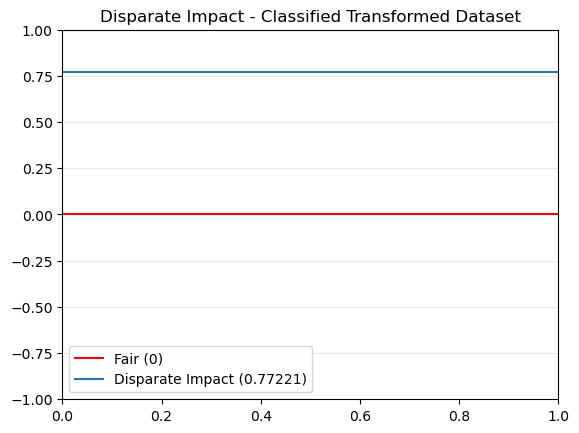 Disparate Impact - Classified Transformed Dataset
1.00
0.75
0.50
0.25
0.00
−0.25
−0.50
−0.75
−1.00
Fair (0)
Disparate Impact (0.77221)
0.0 0.2 0.4 0.6 0.8 1.0